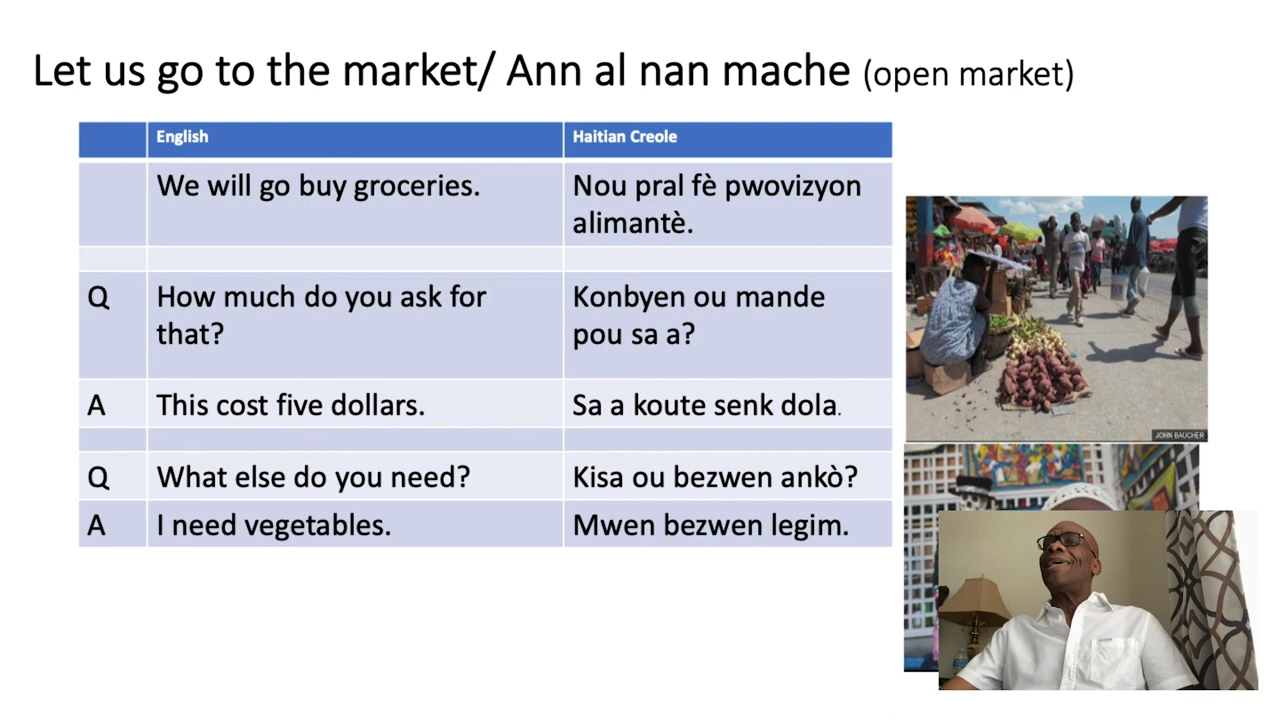 Let us go to the market/ Ann al nan mache (open market)
English
Haitian Creole
We will go buy groceries.
Nou pral fè pwovizyon
alimantè.
Q
How much do you ask for
that?
Konbyen ou mande
pou sa a?
A
This cost five dollars.
Sa a koute senk dola.
Q
What else do you need?
Kisa ou bezwen ankò?
A
I need vegetables.
Mwen bezwen legim.
JOHN BAUCHER